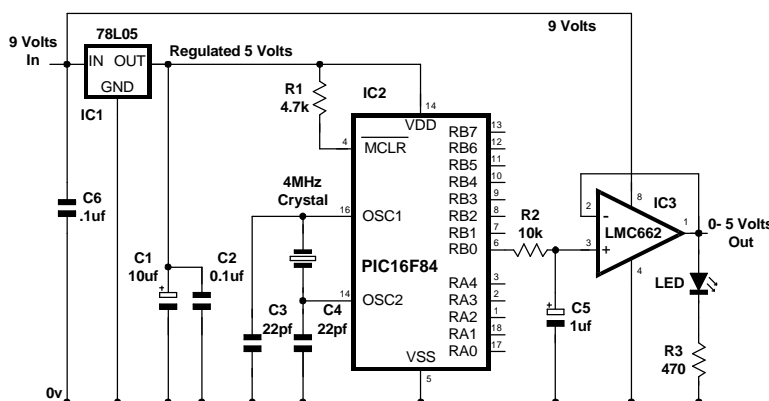 9 Volts
In
78L05
IN OUT
GND
IC1
Regulated 5 Volts
9 Volts
R1
4.7k
IC2
14
VDD
4
MCLR
4MHz
Crystal
16
OSC1
14
OSC2
PIC16F84
VSS
5
RB7
13
RB6
12
RB5
11
RB4
10
RB3
9
RB2
8
RB1
7
RB0
6
RA4
3
RA3
2
RA2
1
RA1
18
RA0
17
R2
10k
2
-
3
+
8
IC3
LMC662
1
4
0- 5 Volts
Out
LED
R3
470
C6
.1uf
C1
10uf
+
C2
0.1uf
C3
22pf
C4
22pf
+
C5
1uf
0v